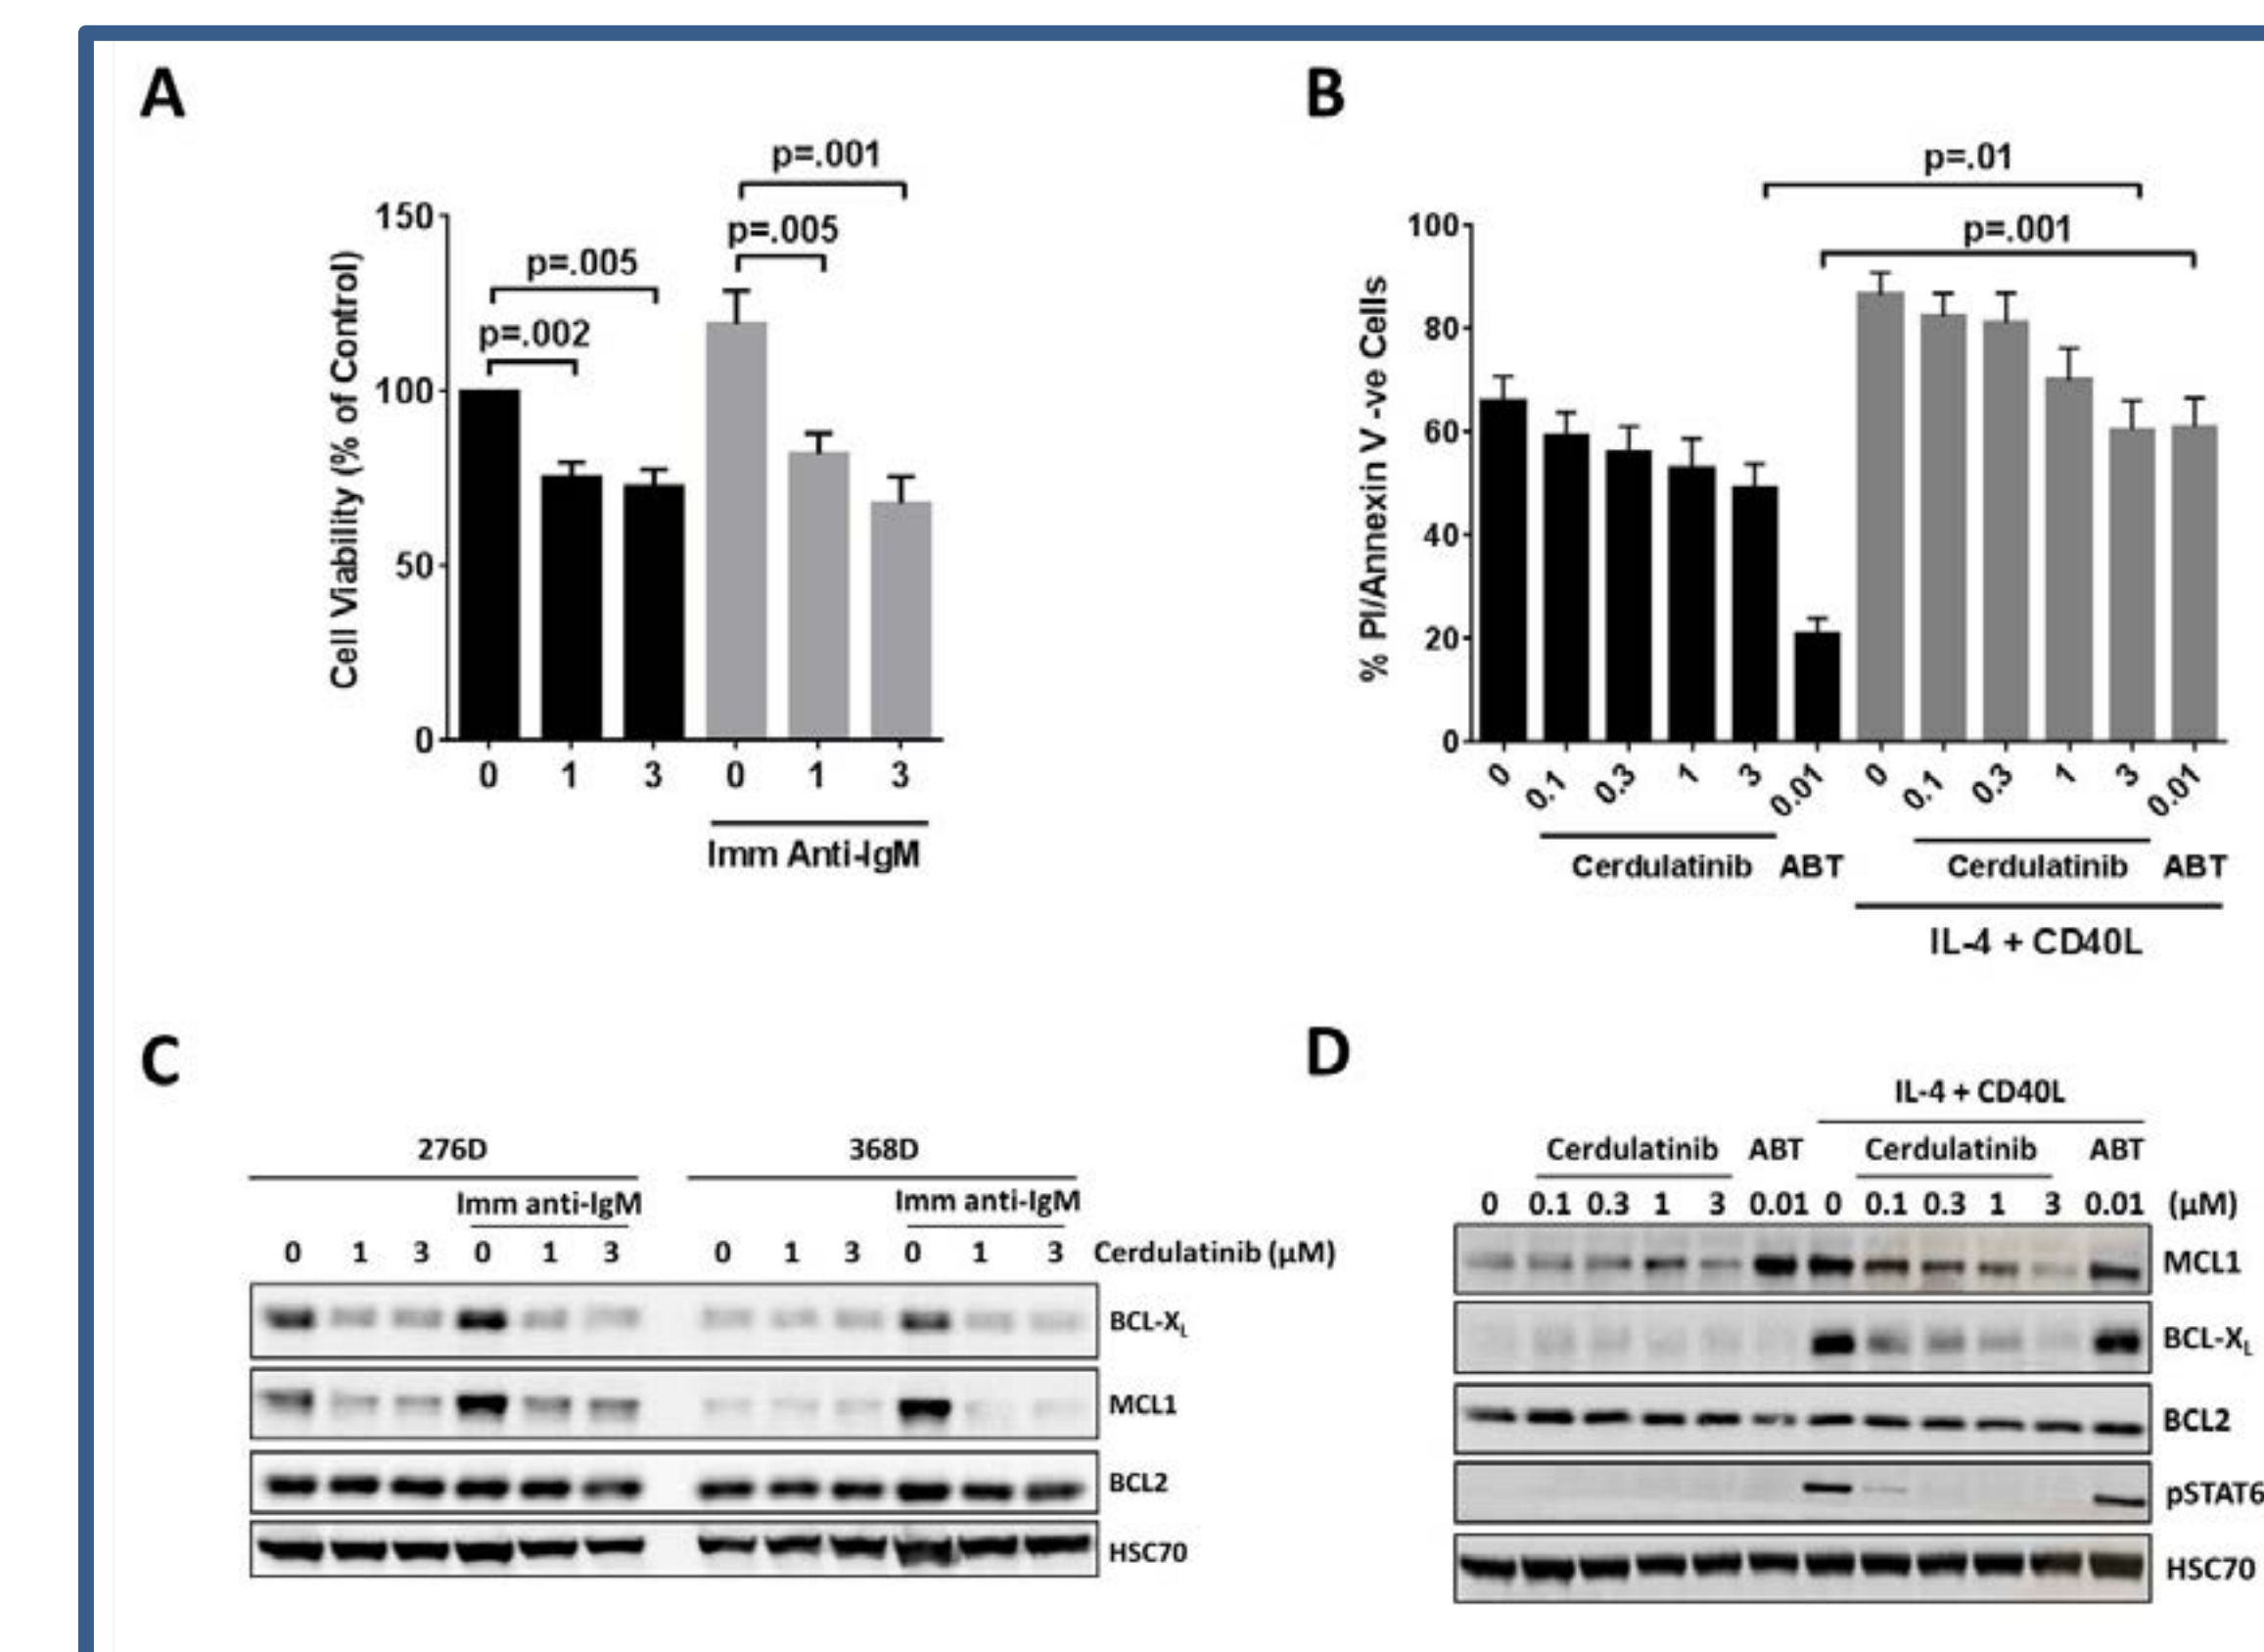 A
p=.001
p=.005
p=.005
p=.002
Cell Viability (% of Control)
150
100
50
0
0 1 3 0 1 3
Imm Anti-IgM
B
p=.01
p=.001
% PI/Annexin V -ve Cells
100
80
60
40
20
0
0 0.1 0.3 1 3 0.01 0 0.1 0.3 1 3 0.01
Cerdulatinib ABT Cerdulatinib ABT
IL-4 + CD40L
C
276D 368D
Imm anti-IgM Imm anti-IgM
0 1 3 0 1 3 0 1 3 0 1 3 Cerdulatinib (µM)
BCL-XL
MCL1
BCL2
HSC70
D
IL-4 + CD40L
Cerdulatinib ABT Cerdulatinib ABT
0 0.1 0.3 1 3 0.01 0 0.1 0.3 1 3 0.01 (µM)
MCL1
BCL-XL
BCL2
pSTAT6
HSC70